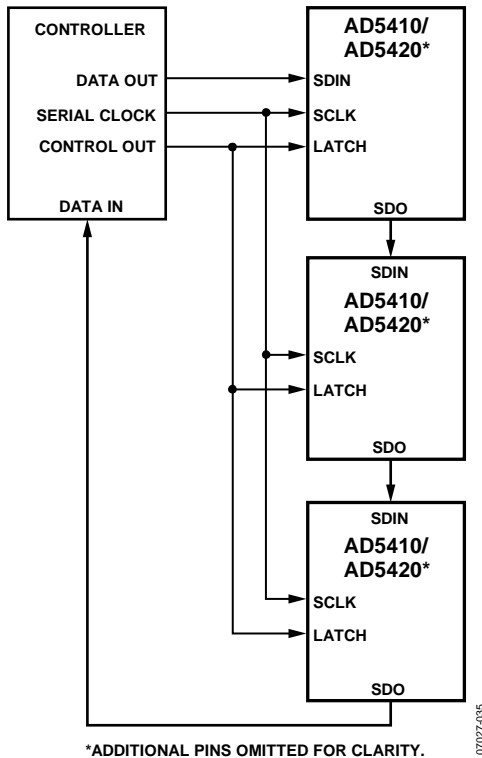 CONTROLLER
DATA OUT
SERIAL CLOCK
CONTROL OUT
DATA IN
AD5410/
AD5420*
SDIN
SCLK
LATCH
SDO
SDIN
AD5410/
AD5420*
SCLK
LATCH
SDO
SDIN
AD5410/
AD5420*
SCLK
LATCH
SDO
*ADDITIONAL PINS OMITTED FOR CLARITY.
07027-035